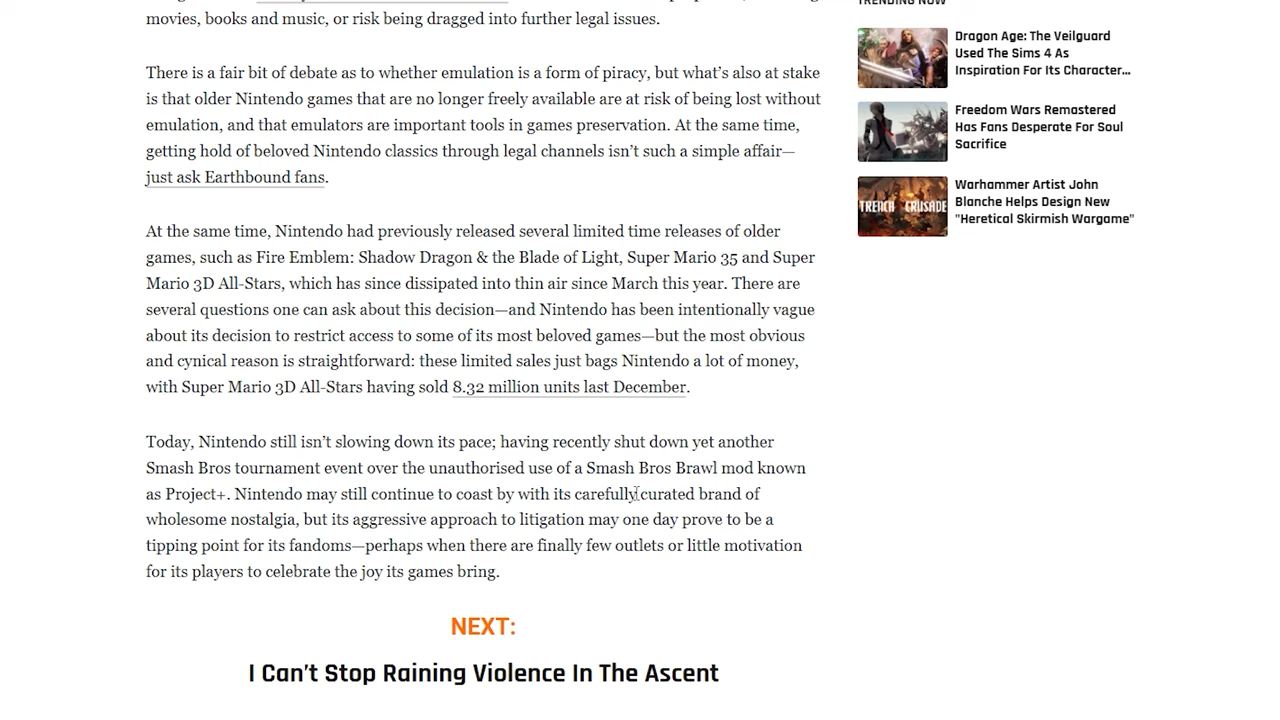 movies, books and music, or risk being dragged into further legal issues.
There is a fair bit of debate as to whether emulation is a form of piracy, but what's also at stake
is that older Nintendo games that are no longer freely available are at risk of being lost without
emulation, and that emulators are important tools in games preservation. At the same time,
getting hold of beloved Nintendo classics through legal channels isn't such a simple affair—
just ask Earthbound fans.
At the same time, Nintendo had previously released several limited time releases of older
games, such as Fire Emblem: Shadow Dragon & the Blade of Light, Super Mario 35 and Super
Mario 3D All-Stars, which has since dissipated into thin air since March this year. There are
several questions one can ask about this decision—and Nintendo has been intentionally vague
about its decision to restrict access to some of its most beloved games—but the most obvious
and cynical reason is straightforward: these limited sales just bags Nintendo a lot of money,
with Super Mario 3D All-Stars having sold 8.32 million units last December.
Today, Nintendo still isn't slowing down its pace; having recently shut down yet another
Smash Bros tournament event over the unauthorised use of a Smash Bros Brawl mod known
as Project+. Nintendo may still continue to coast by with its carefully curated brand of
wholesome nostalgia, but its aggressive approach to litigation may one day prove to be a
tipping point for its fandoms—perhaps when there are finally few outlets or little motivation
for its players to celebrate the joy its games bring.
NEXT:
I Can't Stop Raining Violence In The Ascent
TRENDING NOW
Dragon Age: The Veilguard
Used The Sims 4 As
Inspiration For Its Character...
Freedom Wars Remastered
Has Fans Desperate For Soul
Sacrifice
TRENCH CRUSADE
Warhammer Artist John
Blanche Helps Design New
"Heretical Skirmish Wargame"